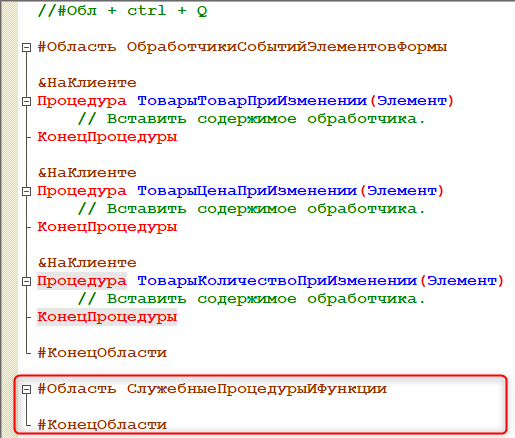 //#Обл + ctrl + Q
#Область ОбработчикиСобытийЭлементовФормы
&НаКлиенте
Процедура ТоварыТоварПриИзменении(Элемент)
// Вставить содержимое обработчика.
КонецПроцедуры
&НаКлиенте
Процедура ТоварыЦенаПриИзменении(Элемент)
// Вставить содержимое обработчика.
КонецПроцедуры
&НаКлиенте
Процедура ТоварыКоличествоПриИзменении(Элемент)
// Вставить содержимое обработчика.
КонецПроцедуры
#КонецОбласти
#Область СлужебныеПроцедурыИФункции
#КонецОбласти